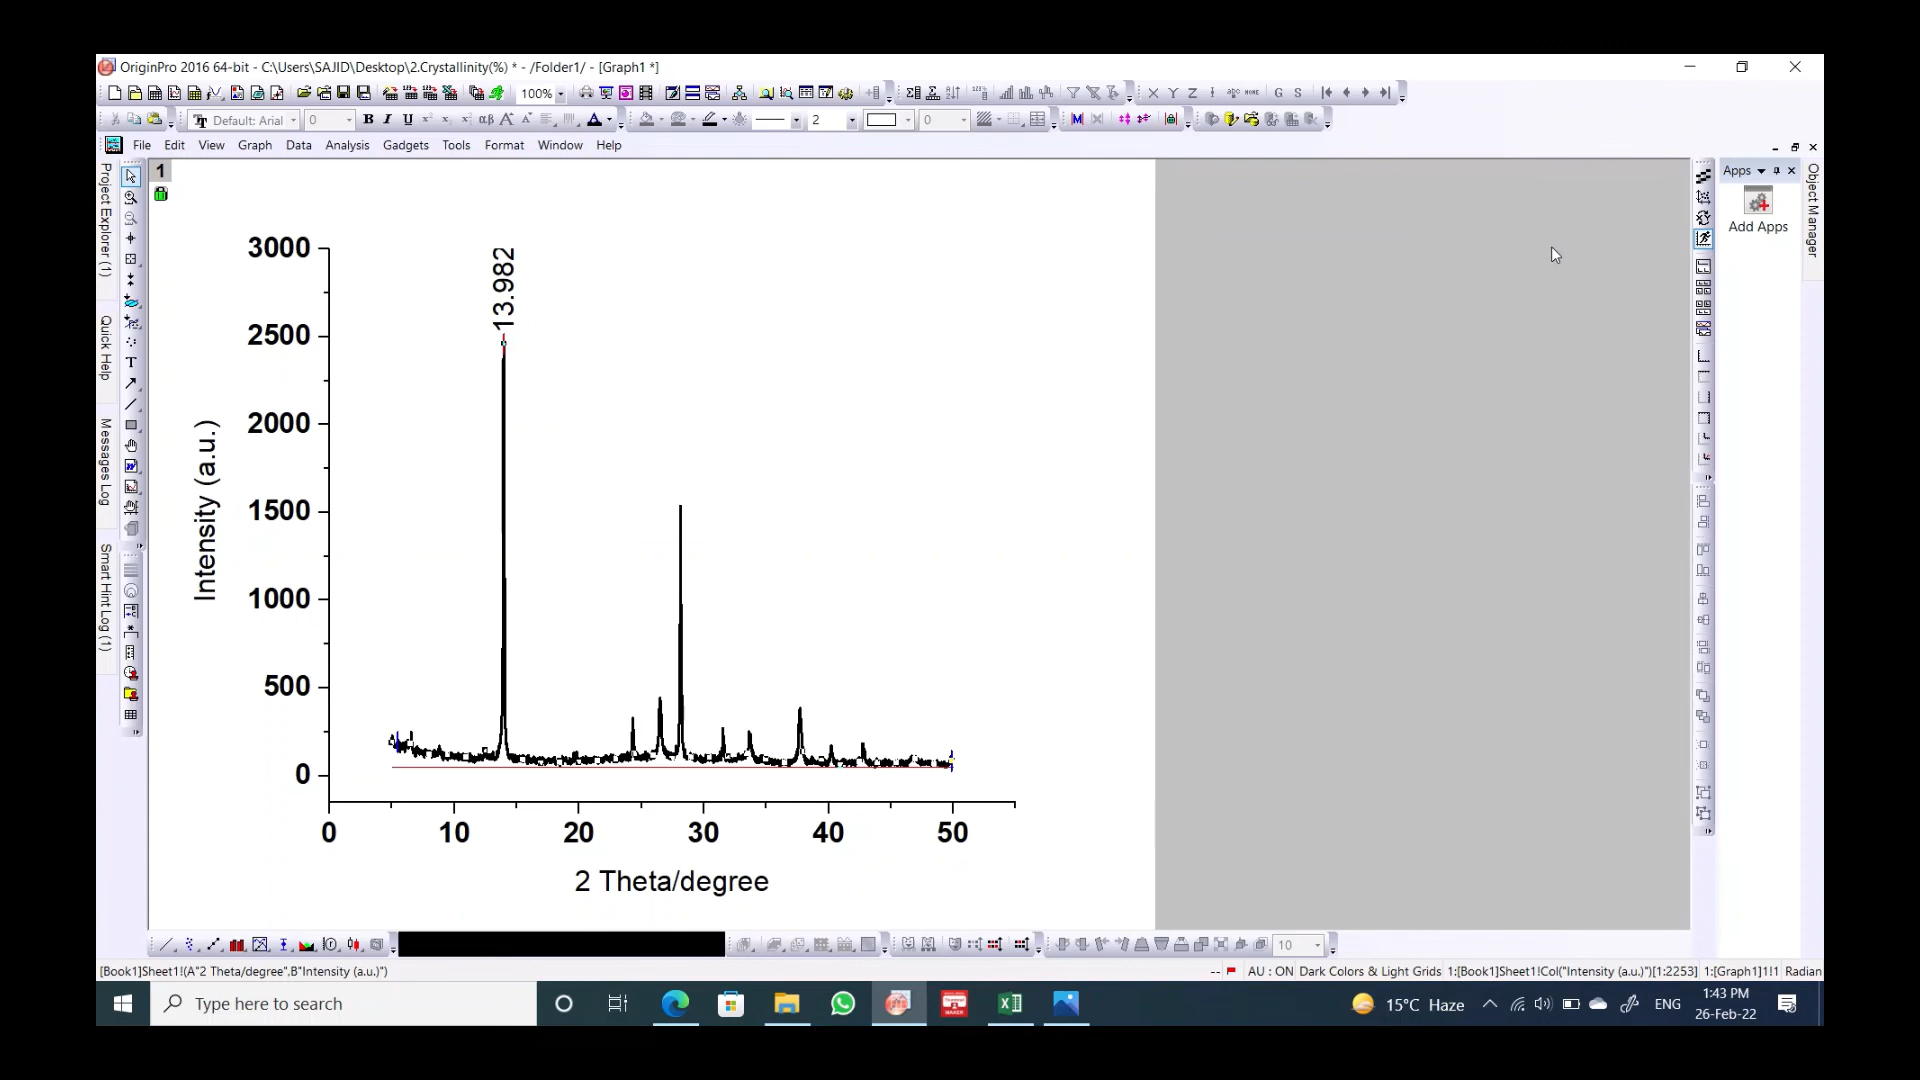 OriginPro 2016 64-bit - C:\Users\SAJID\Desktop\2.Crystallinity(%) * - /Folder1/ - [Graph1 *]
100%
Default: Arial 0 B I U αβ A A A 2 0
File Edit View Graph Data Analysis Gadgets Tools Format Window Help
Project Explorer (1)
Quick Help
Messages Log
Smart Hint Log (1)
1
Apps
Add Apps
Object Manager
13.982
3000
2500
2000
1500
1000
500
0
Intensity (a.u.)
0 10 20 30 40 50
2 Theta/degree
10
[Book1]Sheet1!(A"2 Theta/degree",B"Intensity (a.u.)")
-- AU : ON Dark Colors & Light Grids 1:[Book1]Sheet1!Col("Intensity (a.u.)")[1:2253] 1:[Graph1]1!1 Radian
Type here to search
15°C Haze
ENG
1:43 PM
26-Feb-22